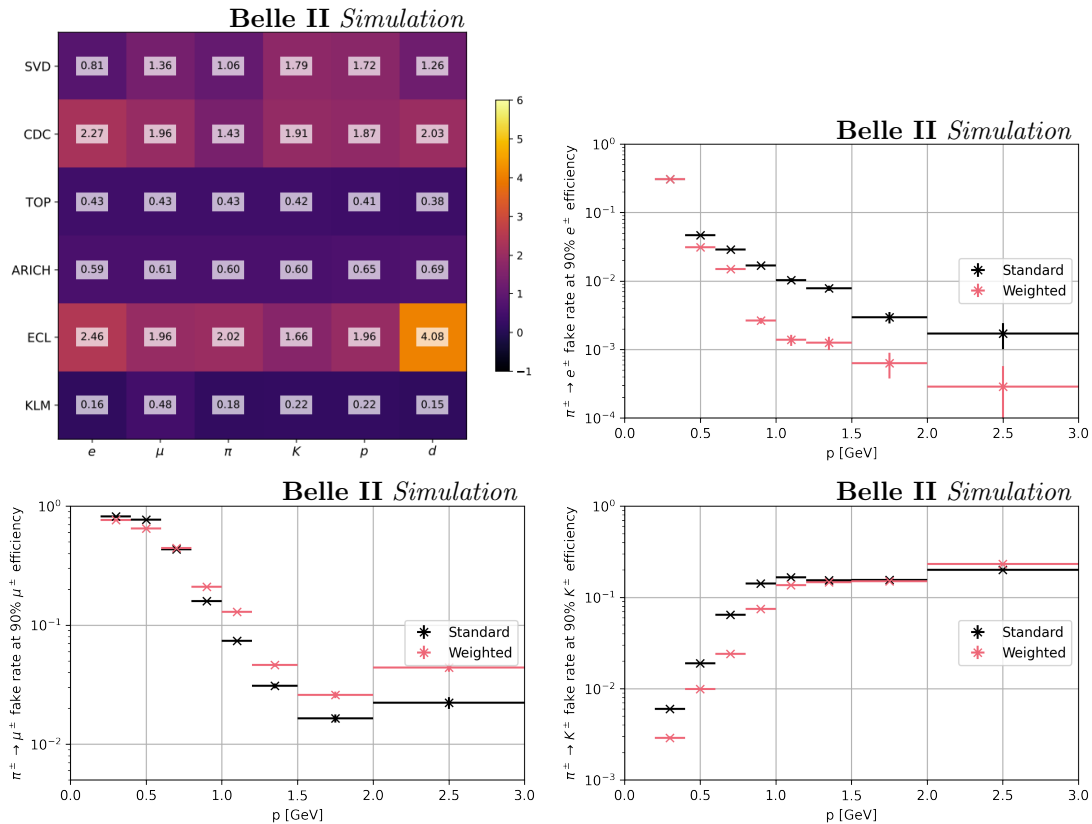 Belle II Simulation
SVD 0.81 1.36 1.06 1.79 1.72 1.26
CDC 2.27 1.96 1.43 1.91 1.87 2.03
TOP 0.43 0.43 0.43 0.42 0.41 0.38
ARICH 0.59 0.61 0.60 0.60 0.65 0.69
ECL 2.46 1.96 2.02 1.66 1.96 4.08
KLM 0.16 0.48 0.18 0.22 0.22 0.15
e μ π K p d
6
5
4
3
2
1
0
−1
Belle II Simulation
π± → e± fake rate at 90% e± efficiency
10⁰
10⁻¹
10⁻²
10⁻³
10⁻⁴
Standard
Weighted
0.0 0.5 1.0 1.5 2.0 2.5 3.0
p [GeV]
Belle II Simulation
π± → μ± fake rate at 90% μ± efficiency
10⁰
10⁻¹
10⁻²
Standard
Weighted
0.0 0.5 1.0 1.5 2.0 2.5 3.0
p [GeV]
Belle II Simulation
π± → K± fake rate at 90% K± efficiency
10⁰
10⁻¹
10⁻²
10⁻³
Standard
Weighted
0.0 0.5 1.0 1.5 2.0 2.5 3.0
p [GeV]